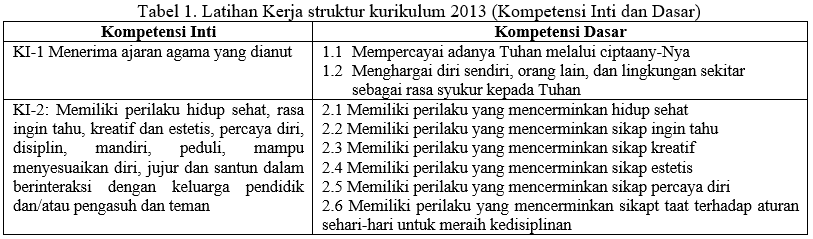 Tabel 1. Latihan Kerja struktur kurikulum 2013 (Kompetensi Inti dan Dasar)
Kompetensi Inti
Kompetensi Dasar
KI-1 Menerima ajaran agama yang dianut
1.1 Mempercayai adanya Tuhan melalui ciptaany-Nya
1.2 Menghargai diri sendiri, orang lain, dan lingkungan sekitar
sebagai rasa syukur kepada Tuhan
KI-2: Memiliki perilaku hidup sehat, rasa
ingin tahu, kreatif dan estetis, percaya diri,
disiplin, mandiri, peduli, mampu
menyesuaikan diri, jujur dan santun dalam
berinteraksi dengan keluarga pendidik
dan/atau pengasuh dan teman
2.1 Memiliki perilaku yang mencerminkan hidup sehat
2.2 Memiliki perilaku yang mencerminkan sikap ingin tahu
2.3 Memiliki perilaku yang mencerminkan sikap kreatif
2.4 Memiliki perilaku yang mencerminkan sikap estetis
2.5 Memiliki perilaku yang mencerminkan sikap percaya diri
2.6 Memiliki perilaku yang mencerminkan sikapt taat terhadap aturan
sehari-hari untuk meraih kedisiplinan